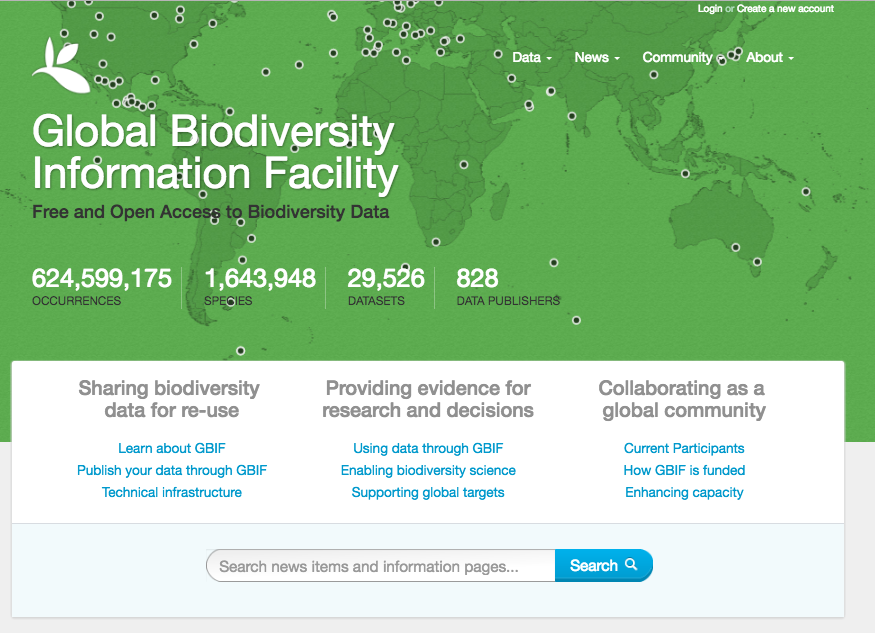 Login or Create a new account
Data News Community About
Global Biodiversity
Information Facility
Free and Open Access to Biodiversity Data
624,599,175 1,643,948 29,526 828
OCCURRENCES SPECIES DATASETS DATA PUBLISHERS
Sharing biodiversity
data for re-use
Learn about GBIF
Publish your data through GBIF
Technical infrastructure
Providing evidence for
research and decisions
Using data through GBIF
Enabling biodiversity science
Supporting global targets
Collaborating as a
global community
Current Participants
How GBIF is funded
Enhancing capacity
Search news items and information pages... Search